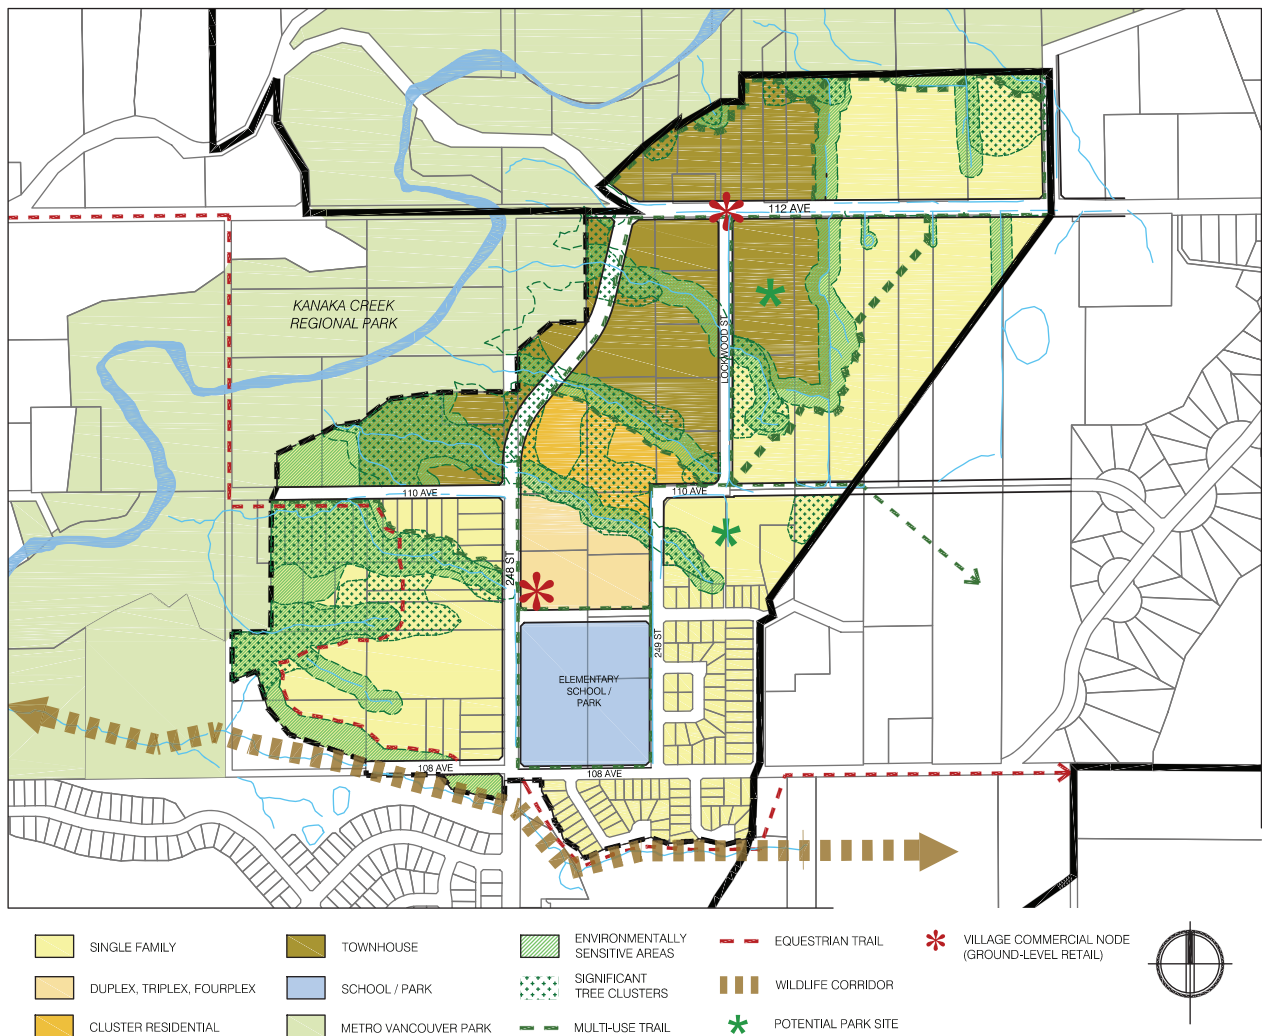 112 AVE
KANAKA CREEK
REGIONAL PARK
LOCKWOOD ST
110 AVE
110 AVE
248 ST
249 ST
ELEMENTARY
SCHOOL /
PARK
108 AVE
108 AVE
SINGLE FAMILY
DUPLEX, TRIPLEX, FOURPLEX
CLUSTER RESIDENTIAL
TOWNHOUSE
SCHOOL / PARK
METRO VANCOUVER PARK
ENVIRONMENTALLY
SENSITIVE AREAS
SIGNIFICANT
TREE CLUSTERS
MULTI-USE TRAIL
EQUESTRIAN TRAIL
WILDLIFE CORRIDOR
POTENTIAL PARK SITE
VILLAGE COMMERCIAL NODE
(GROUND-LEVEL RETAIL)